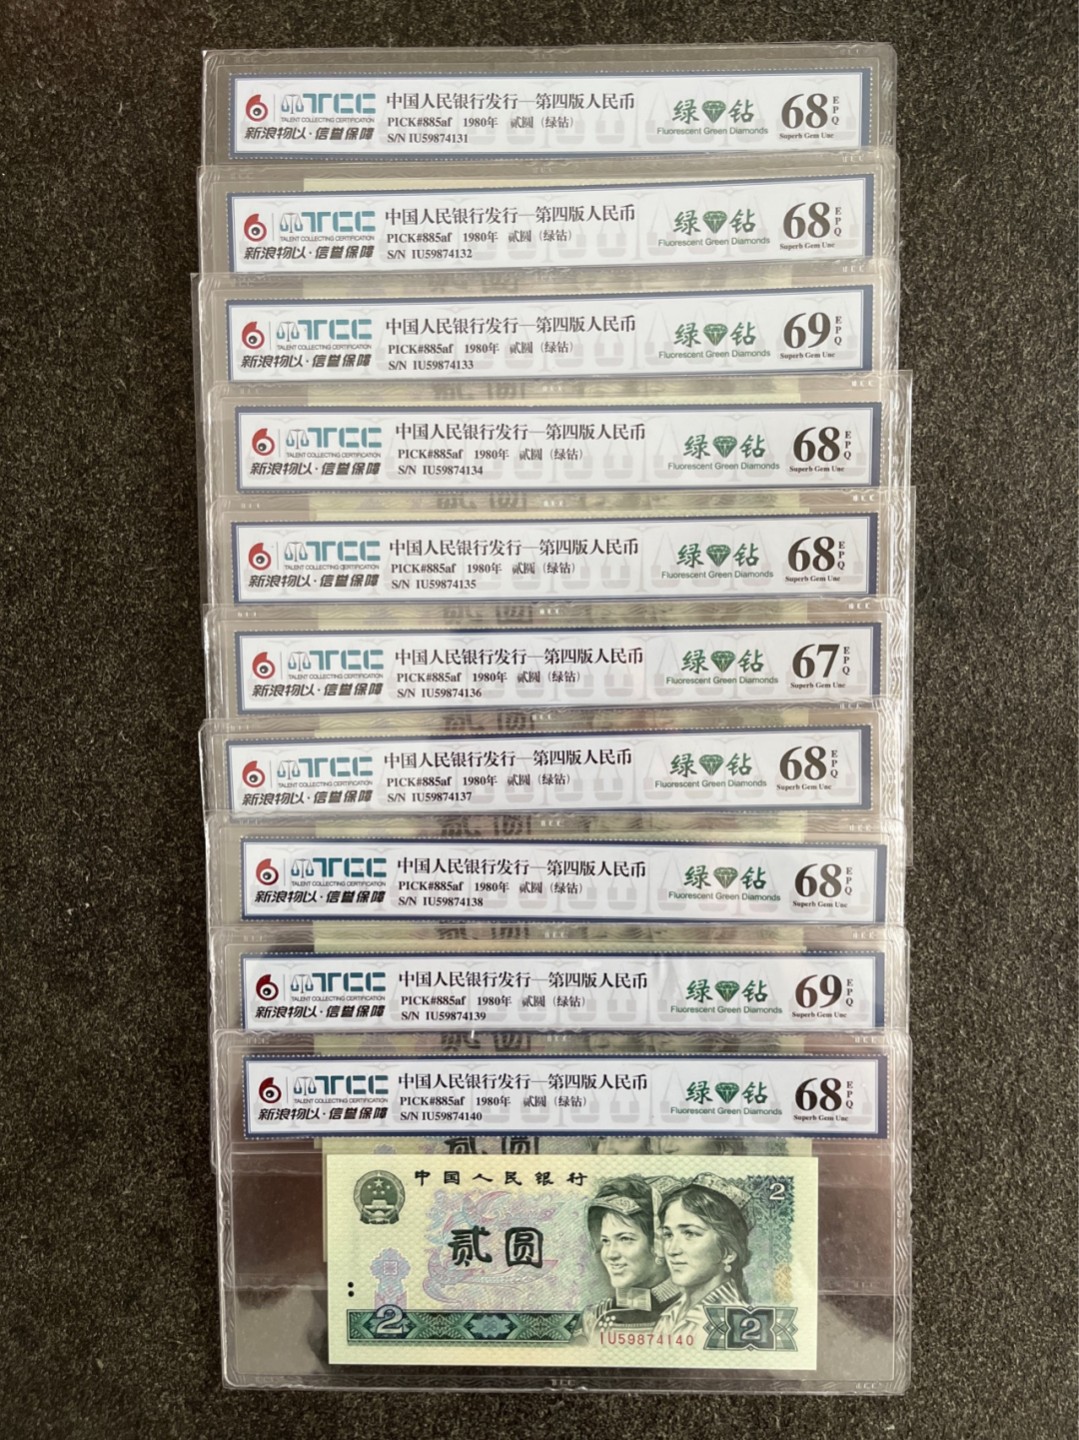 TCC 中国人民银行发行—第四版人民币 绿 钻 68 EPQ
TALENT COLLECTING CERTIFICATION PICK#885af 1980年 贰圆（绿钻） Fluorescent Green Diamonds Superb Gem Unc
新浪物以·信誉保障 S/N IU59874131
TCC 中国人民银行发行—第四版人民币 绿 钻 68 EPQ
TALENT COLLECTING CERTIFICATION PICK#885af 1980年 贰圆（绿钻） Fluorescent Green Diamonds Superb Gem Unc
新浪物以·信誉保障 S/N IU59874132
TCC 中国人民银行发行—第四版人民币 绿 钻 69 EPQ
TALENT COLLECTING CERTIFICATION PICK#885af 1980年 贰圆（绿钻） Fluorescent Green Diamonds Superb Gem Unc
新浪物以·信誉保障 S/N IU59874133
TCC 中国人民银行发行—第四版人民币 绿 钻 68 EPQ
TALENT COLLECTING CERTIFICATION PICK#885af 1980年 贰圆（绿钻） Fluorescent Green Diamonds Superb Gem Unc
新浪物以·信誉保障 S/N IU59874134
TCC 中国人民银行发行—第四版人民币 绿 钻 68 EPQ
TALENT COLLECTING CERTIFICATION PICK#885af 1980年 贰圆（绿钻） Fluorescent Green Diamonds Superb Gem Unc
新浪物以·信誉保障 S/N IU59874135
TCC 中国人民银行发行—第四版人民币 绿 钻 67 EPQ
TALENT COLLECTING CERTIFICATION PICK#885af 1980年 贰圆（绿钻） Fluorescent Green Diamonds Superb Gem Unc
新浪物以·信誉保障 S/N IU59874136
TCC 中国人民银行发行—第四版人民币 绿 钻 68 EPQ
TALENT COLLECTING CERTIFICATION PICK#885af 1980年 贰圆（绿钻） Fluorescent Green Diamonds Superb Gem Unc
新浪物以·信誉保障 S/N IU59874137
TCC 中国人民银行发行—第四版人民币 绿 钻 68 EPQ
TALENT COLLECTING CERTIFICATION PICK#885af 1980年 贰圆（绿钻） Fluorescent Green Diamonds Superb Gem Unc
新浪物以·信誉保障 S/N IU59874138
TCC 中国人民银行发行—第四版人民币 绿 钻 69 EPQ
TALENT COLLECTING CERTIFICATION PICK#885af 1980年 贰圆（绿钻） Fluorescent Green Diamonds Superb Gem Unc
新浪物以·信誉保障 S/N IU59874139
TCC 中国人民银行发行—第四版人民币 绿 钻 68 EPQ
TALENT COLLECTING CERTIFICATION PICK#885af 1980年 贰圆（绿钻） Fluorescent Green Diamonds Superb Gem Unc
新浪物以·信誉保障 S/N IU59874140
中国人民银行
2
贰圆
2
IU59874140
2